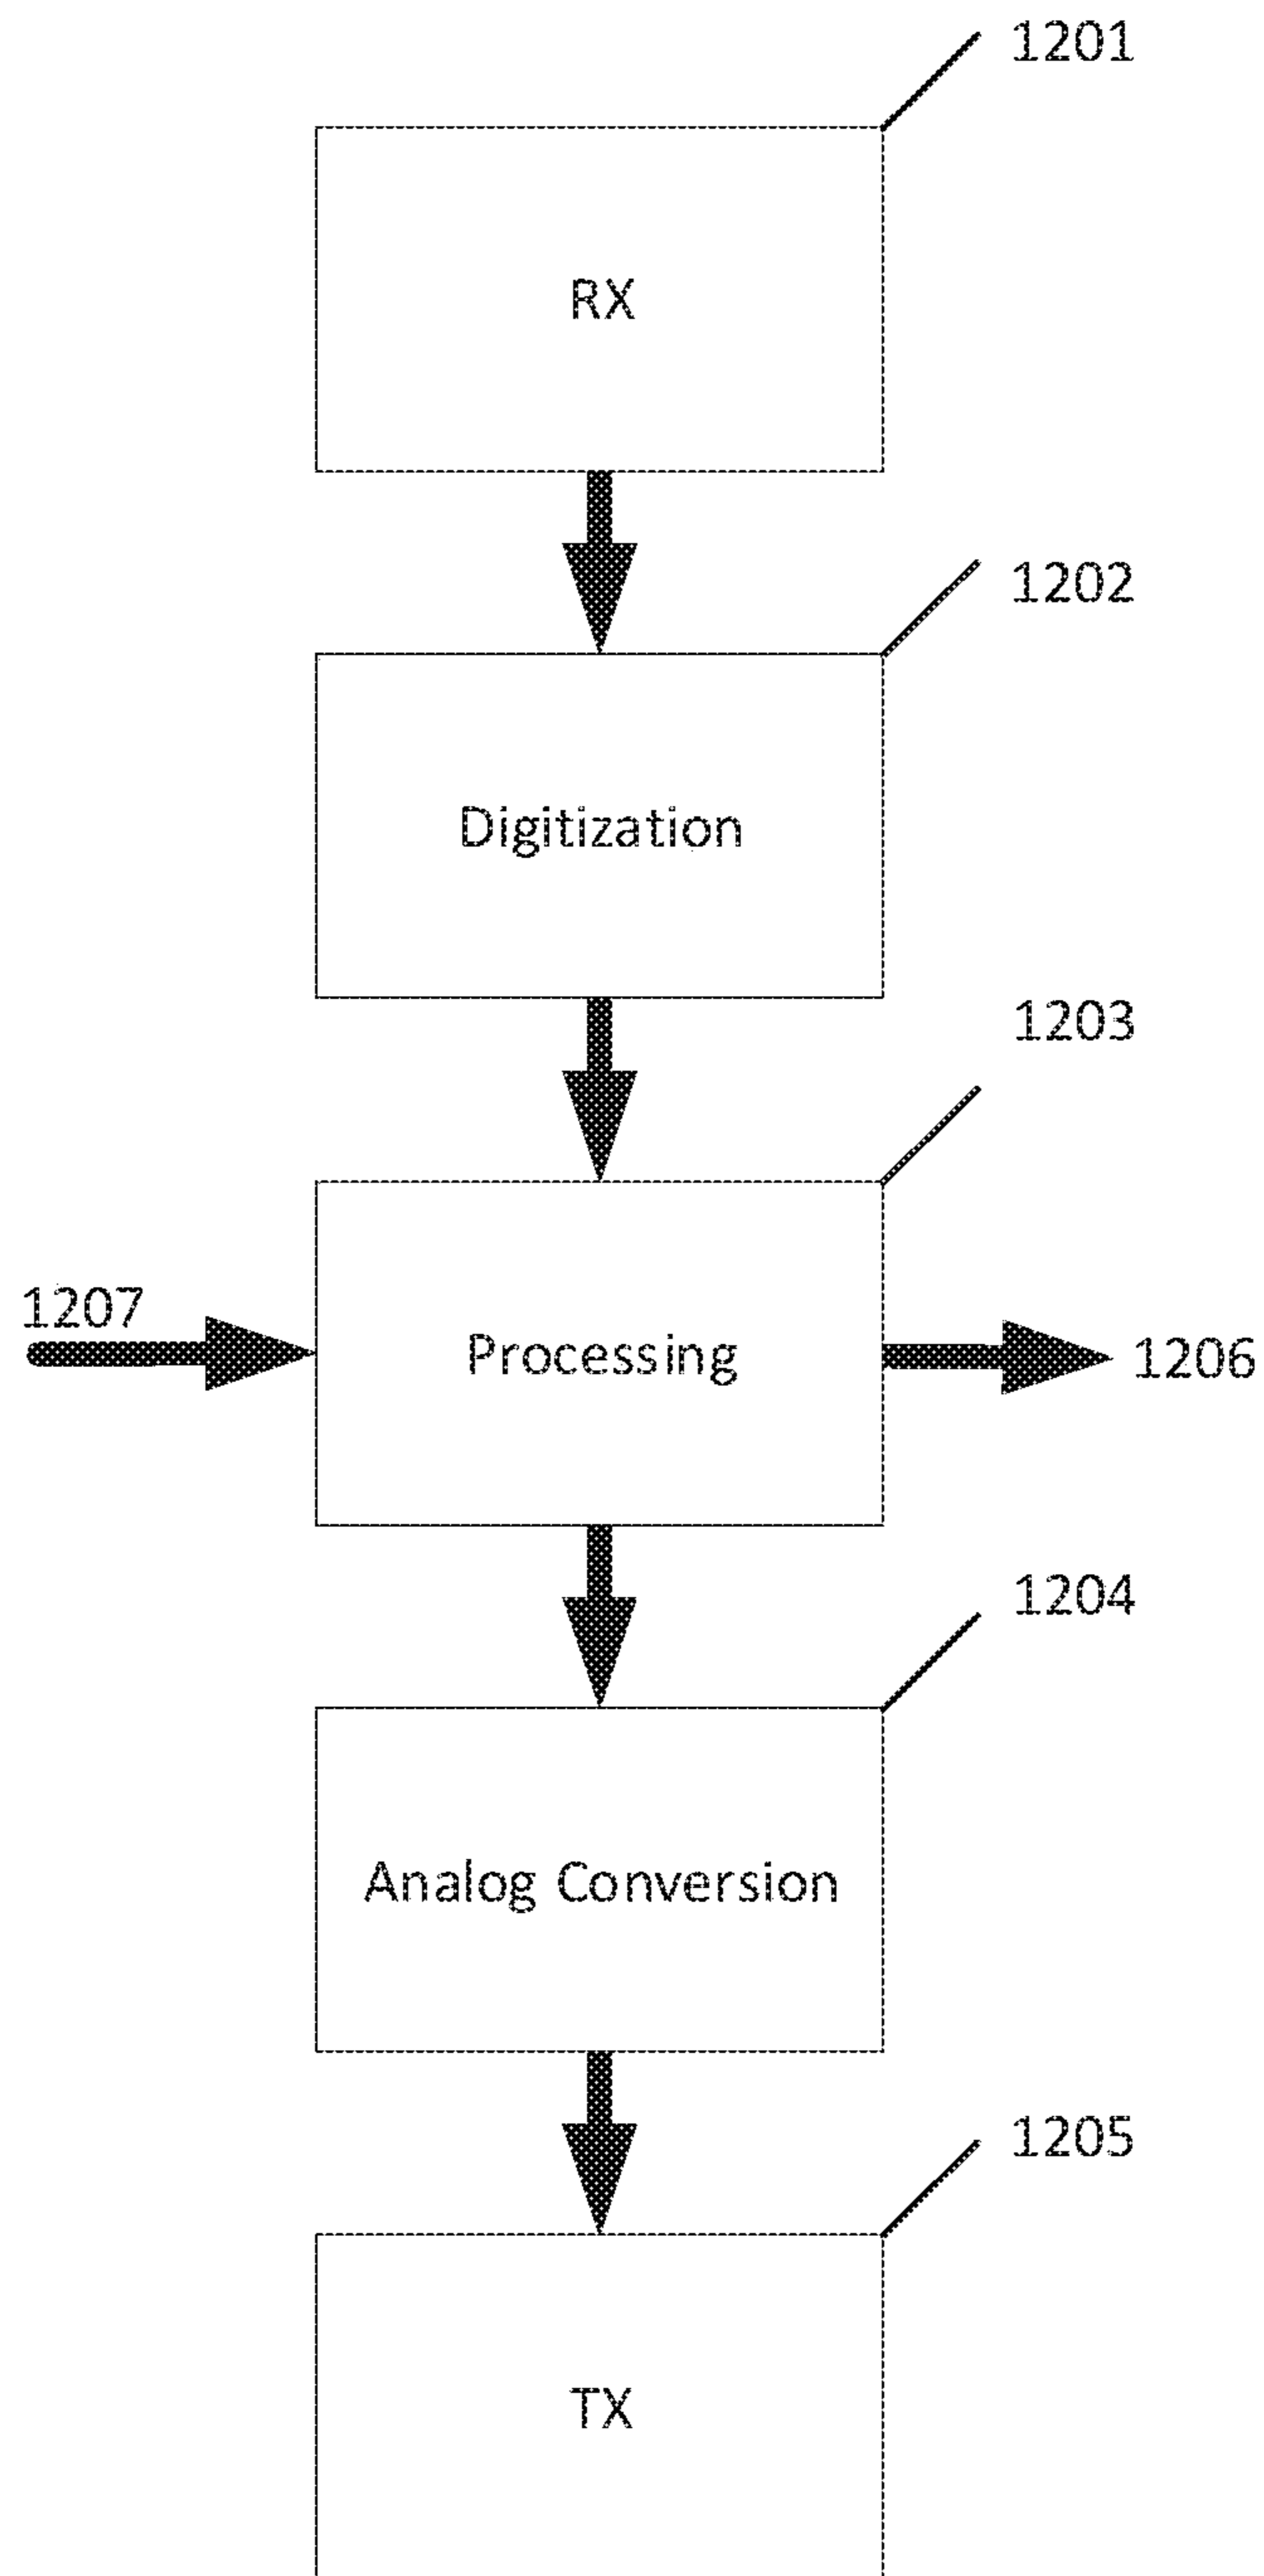 1201
RX
1202
Digitization
1203
1207
Processing
1206
1204
Analog Conversion
1205
TX